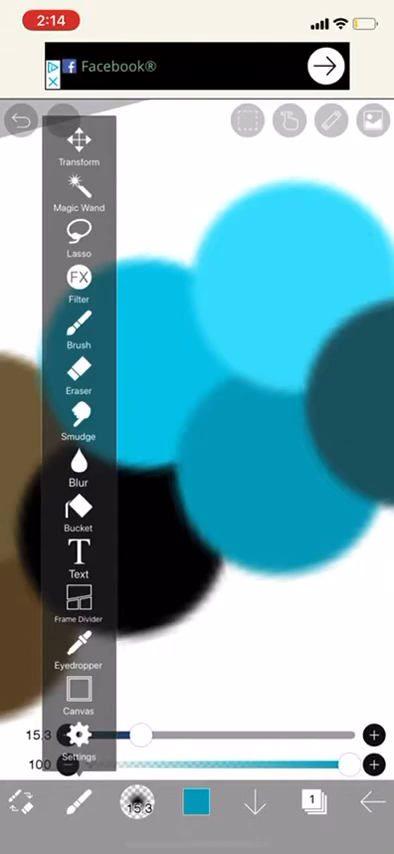 2:14
Facebook®
Transform
Magic Wand
Lasso
FX
Filter
Brush
Eraser
Smudge
Blur
Bucket
T
Text
Frame Divider
Eyedropper
Canvas
15.3
Settings
100
15.3
1